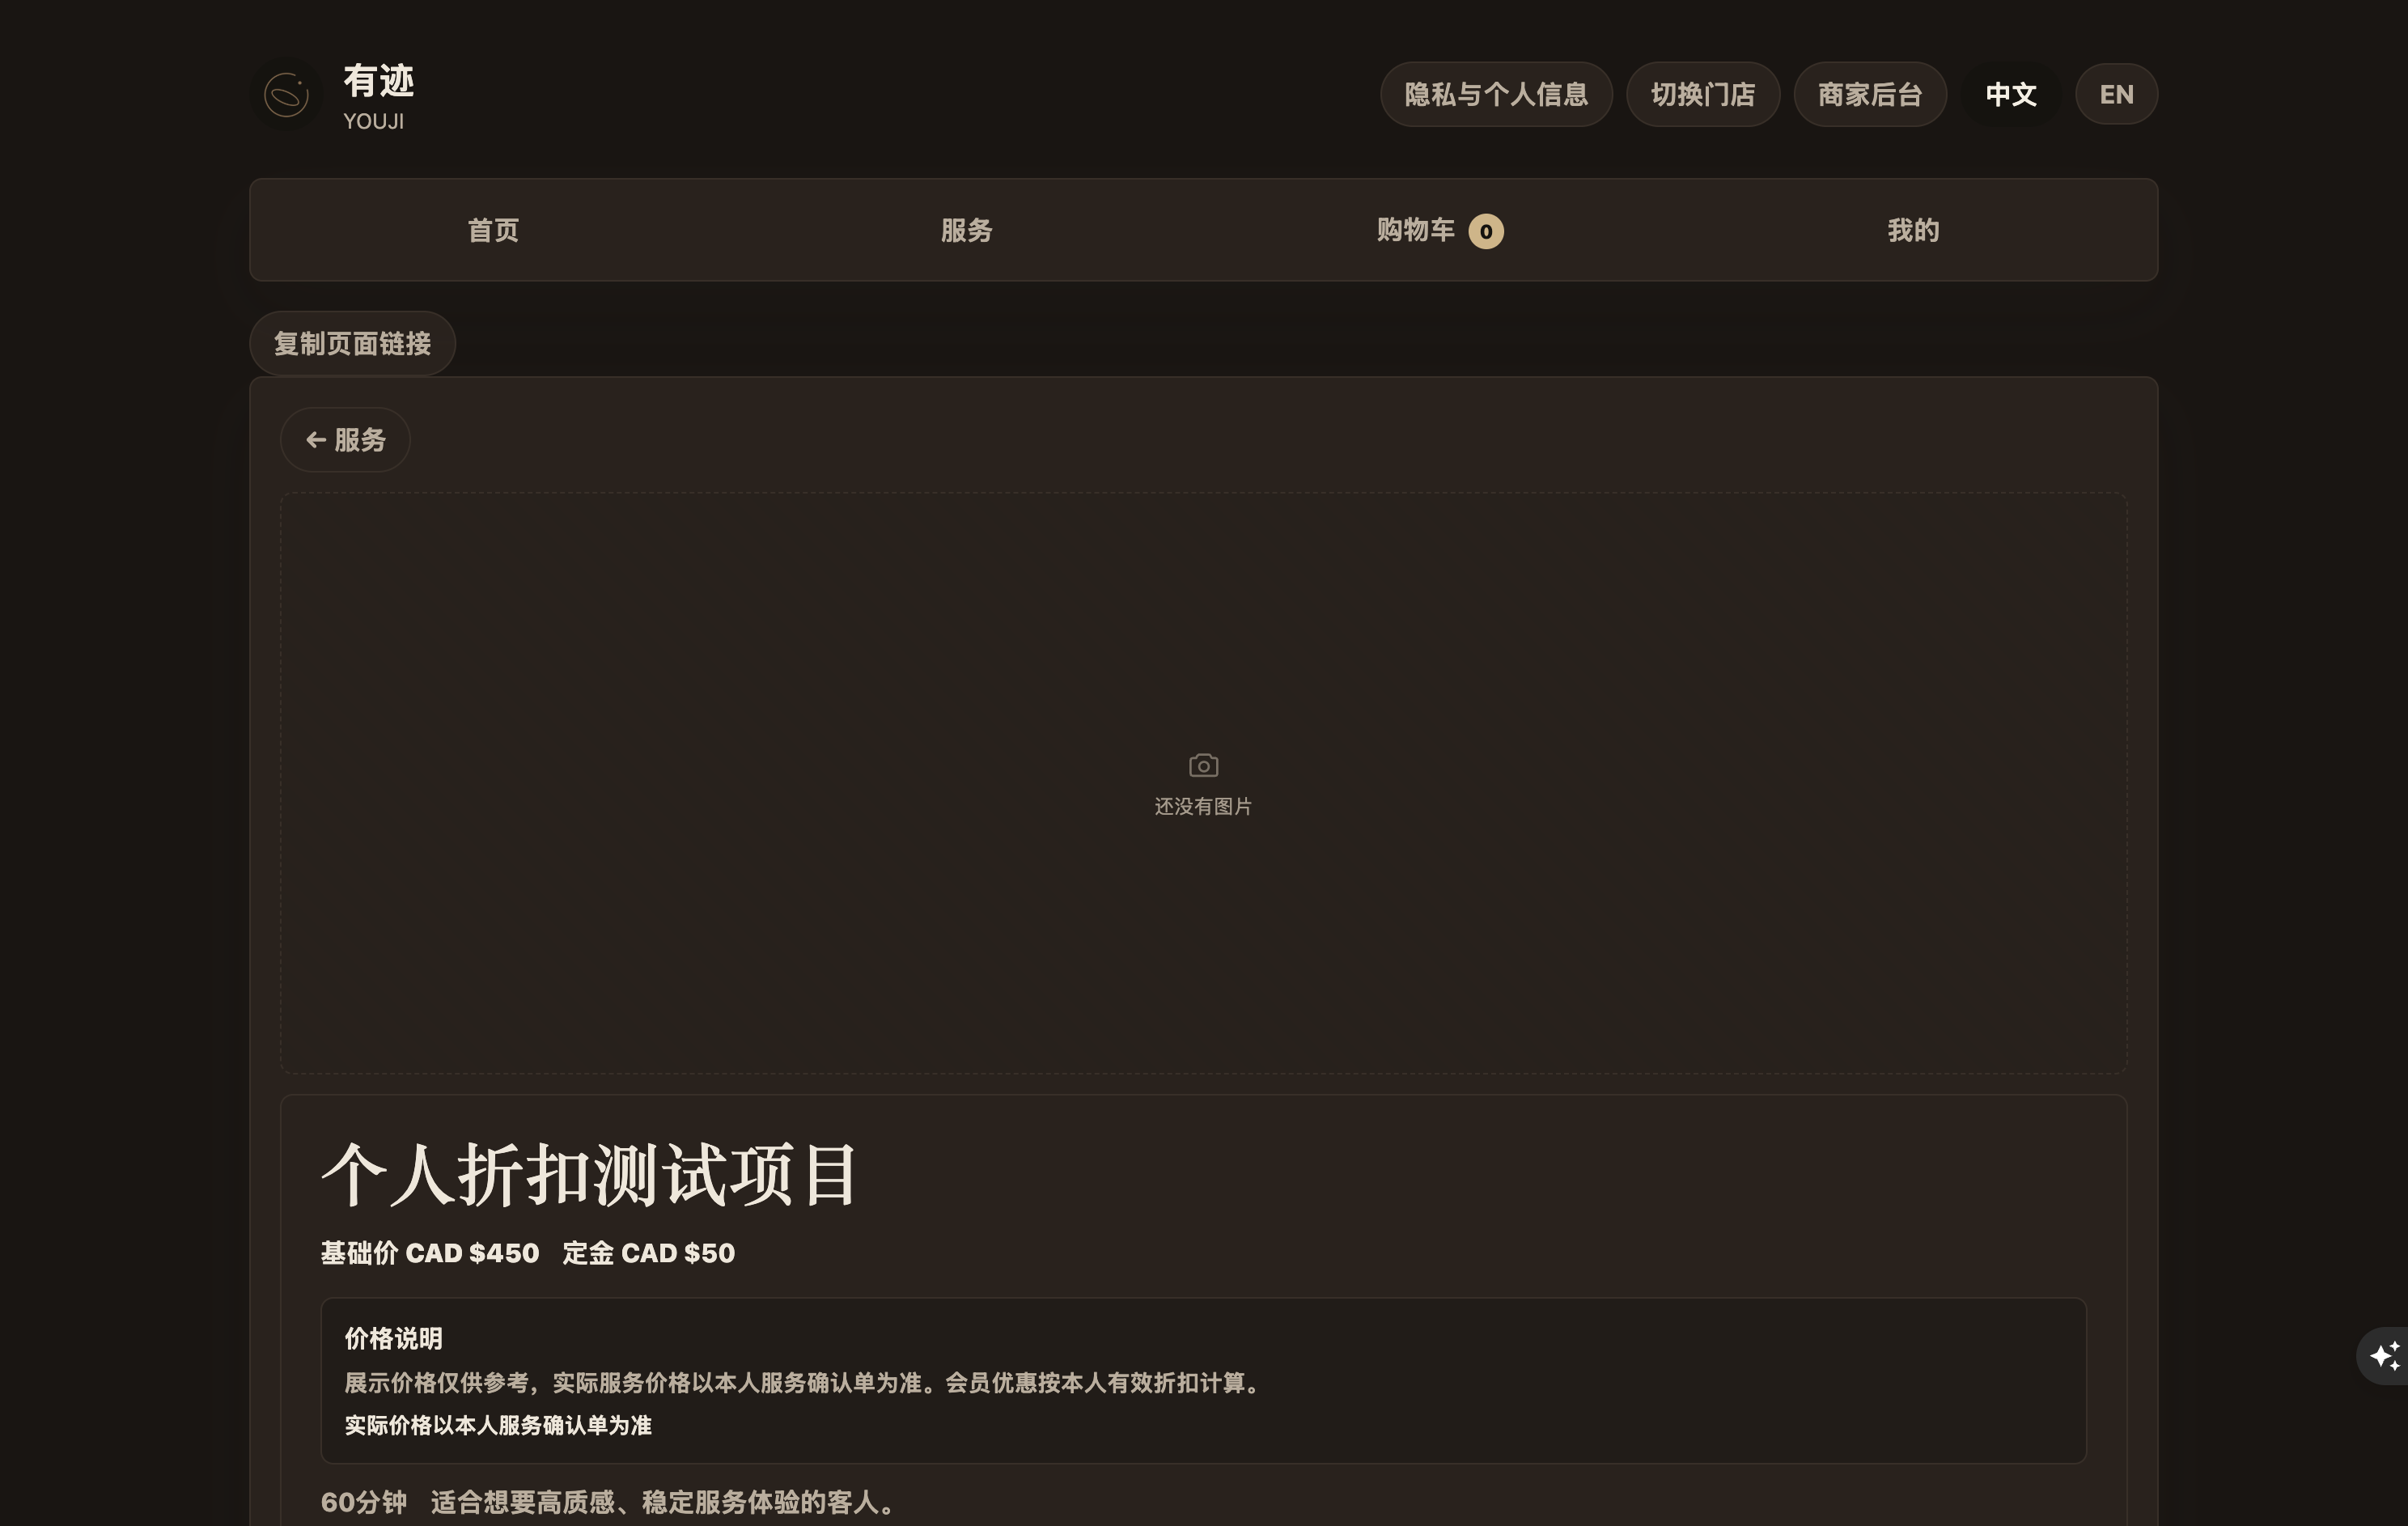 有迹
YOUJI
隐私与个人信息 切换门店 商家后台 中文 EN
首页 服务 购物车 0 我的
复制页面链接
← 服务
还没有图片
个人折扣测试项目
基础价 CAD $450 定金 CAD $50
价格说明
展示价格仅供参考，实际服务价格以本人服务确认单为准。会员优惠按本人有效折扣计算。
实际价格以本人服务确认单为准
60分钟 适合想要高质感、稳定服务体验的客人。